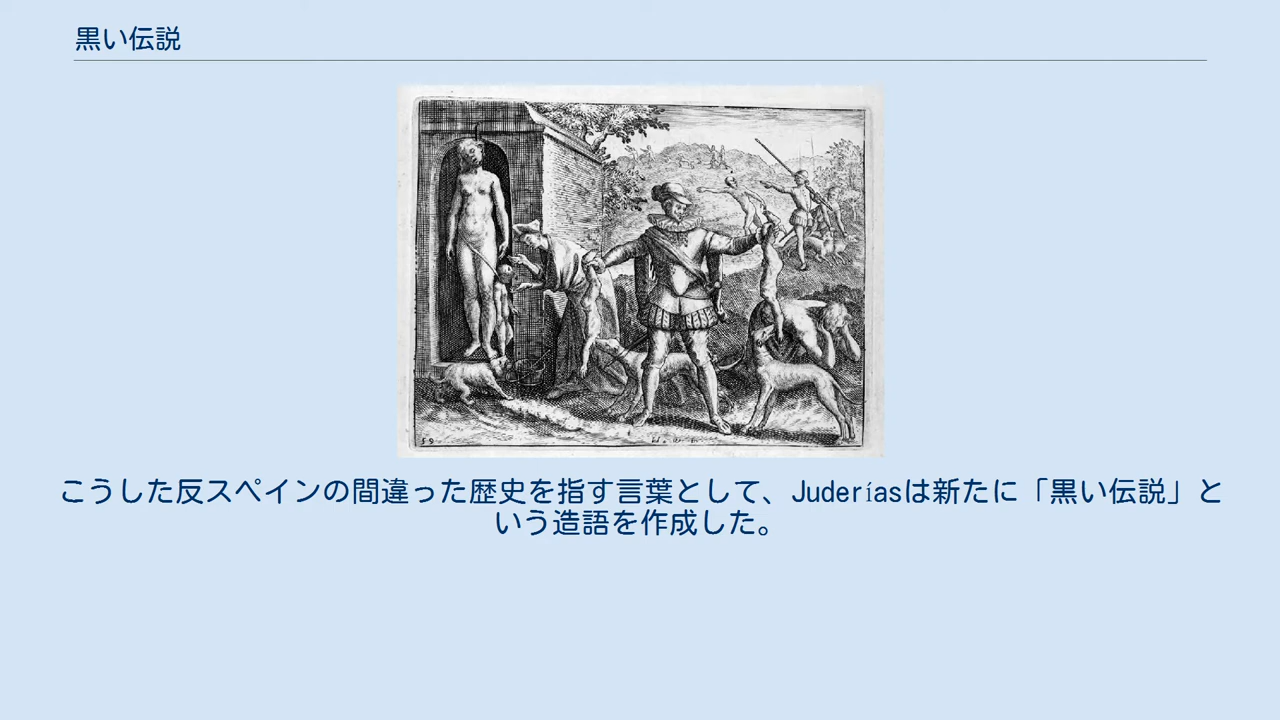 黒い伝説
59
こうした反スペインの間違った歴史を指す言葉として、Juderíasは新たに「黒い伝説」と
いう造語を作成した。